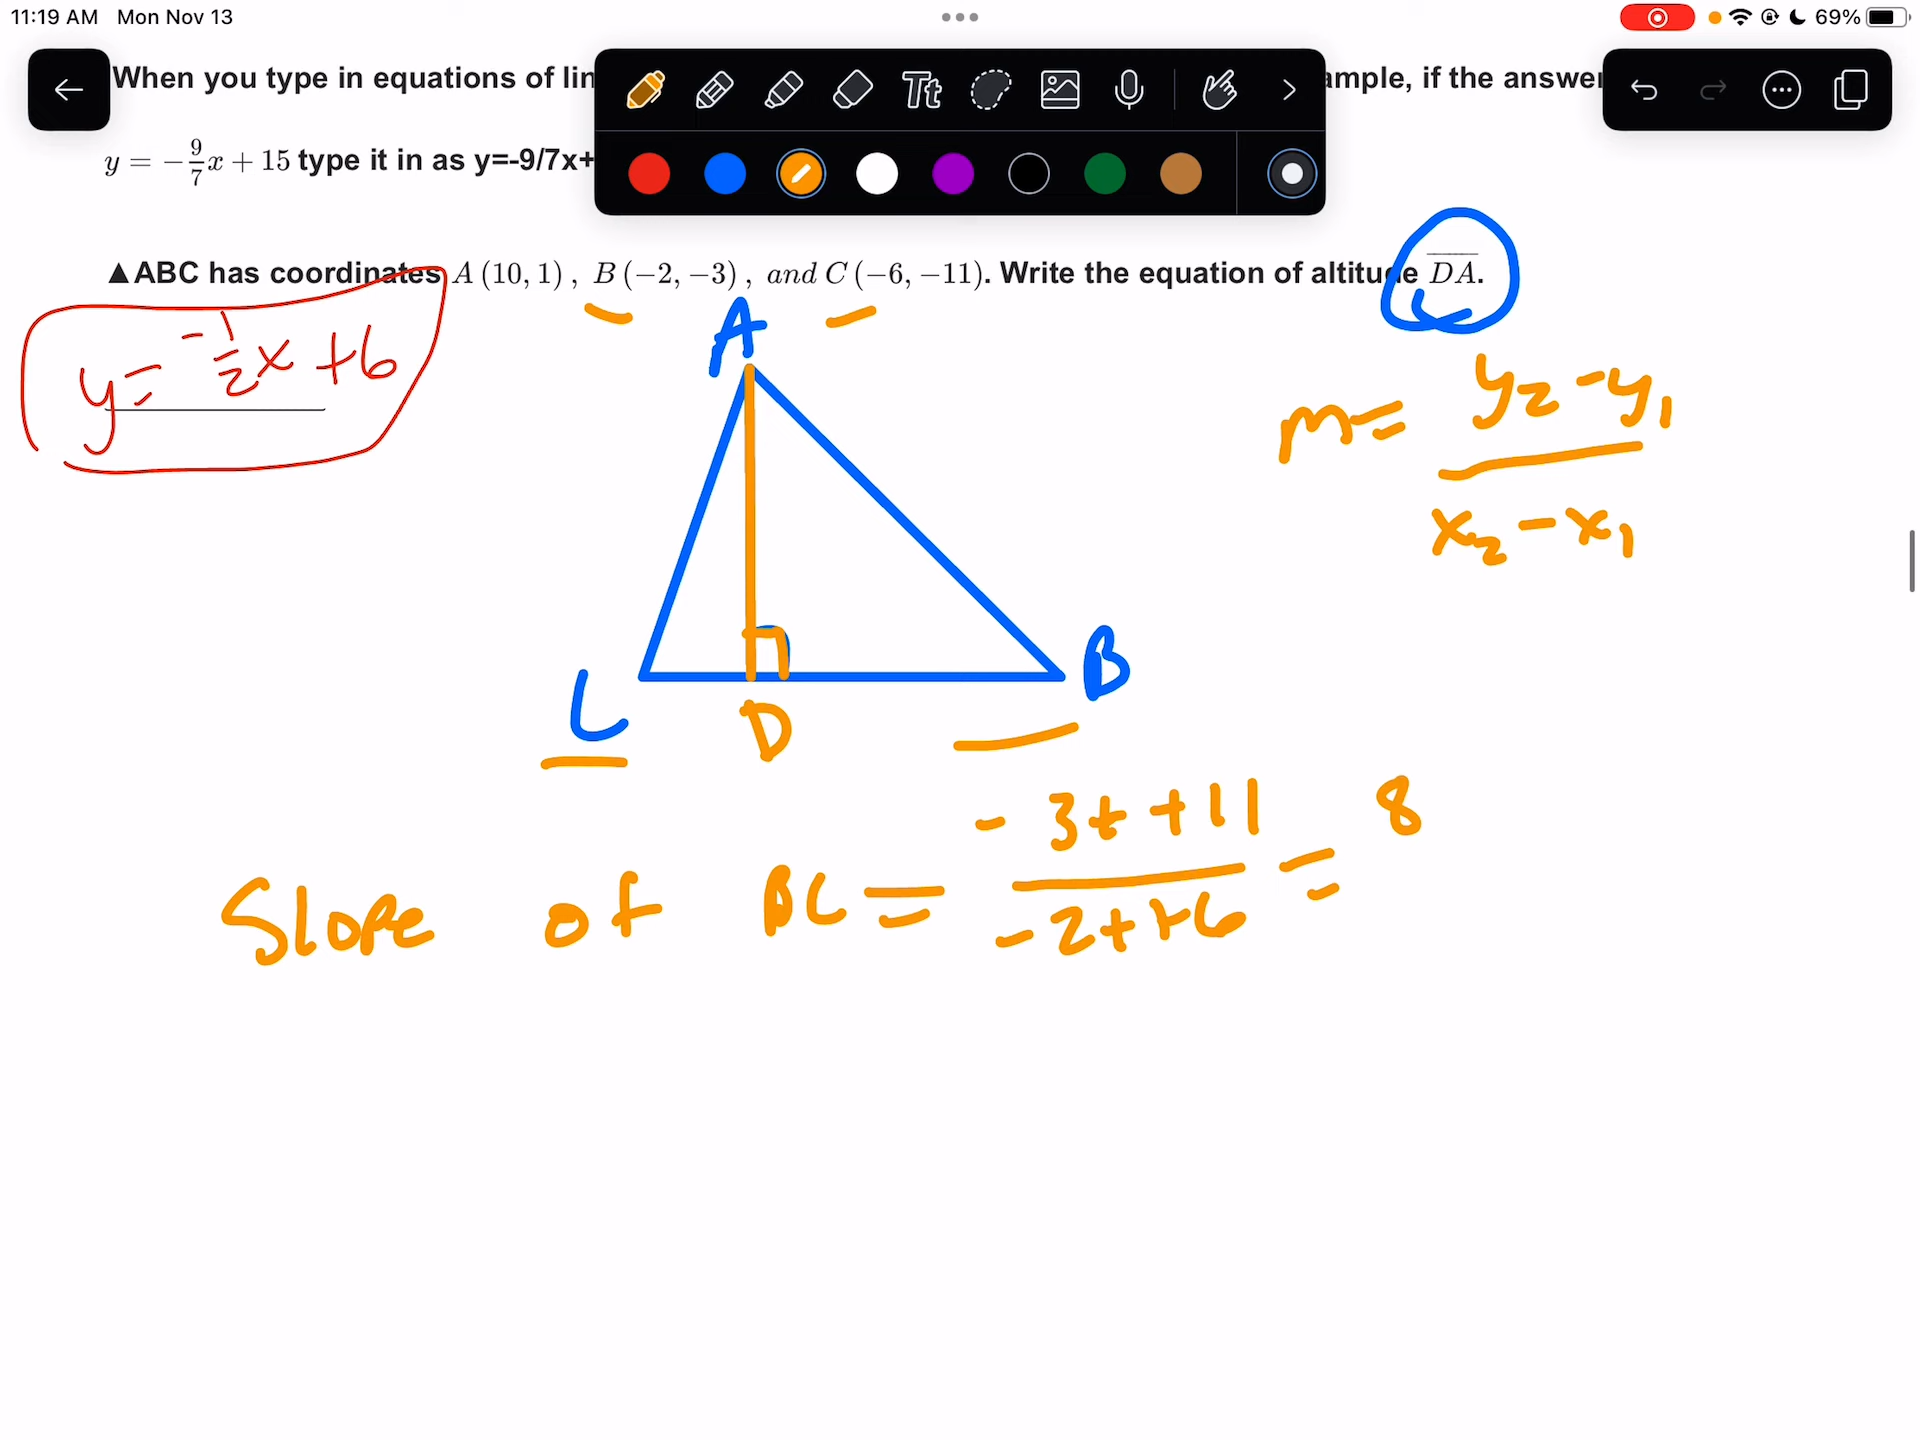 11:19 AM Mon Nov 13
69%
When you type in equations of lin
ample, if the answer
Tt
y = −9/7x + 15 type it in as y=-9/7x+
▲ABC has coordinates A (10, 1) , B (−2, −3) , and C (−6, −11). Write the equation of altitude DA.
y = -1/2x +6
A
m = y2 - y1
x2 - x1
C
D
B
Slope of BC = -3+ +11 = 8
-2+ +6